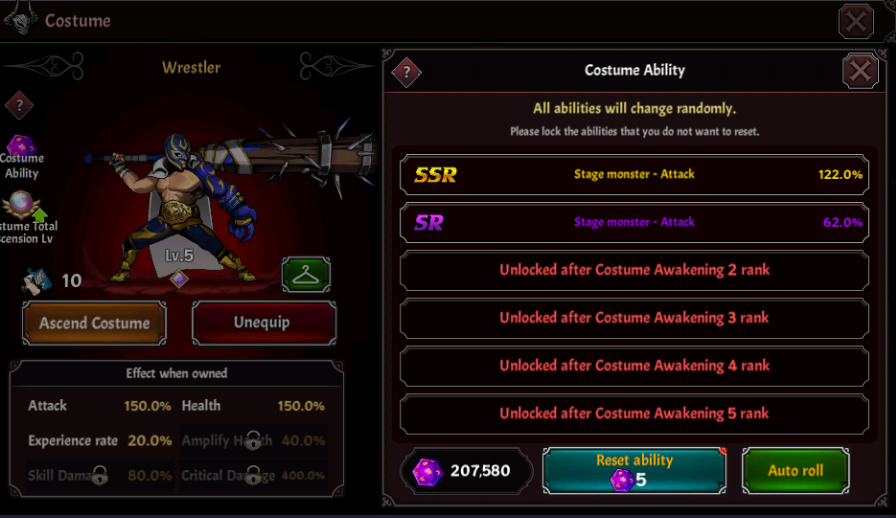 Costume
Wrestler
?
Costume
Ability
stume Total
scension Lv
Lv.5
10
Ascend Costume
Unequip
Effect when owned
Attack 150.0% Health 150.0%
Experience rate 20.0% Amplify Health 40.0%
Skill Damage 80.0% Critical Damage 400.0%
?
Costume Ability
All abilities will change randomly.
Please lock the abilities that you do not want to reset.
SSR Stage monster - Attack 122.0%
SR Stage monster - Attack 62.0%
Unlocked after Costume Awakening 2 rank
Unlocked after Costume Awakening 3 rank
Unlocked after Costume Awakening 4 rank
Unlocked after Costume Awakening 5 rank
207,580
Reset ability
5
Auto roll